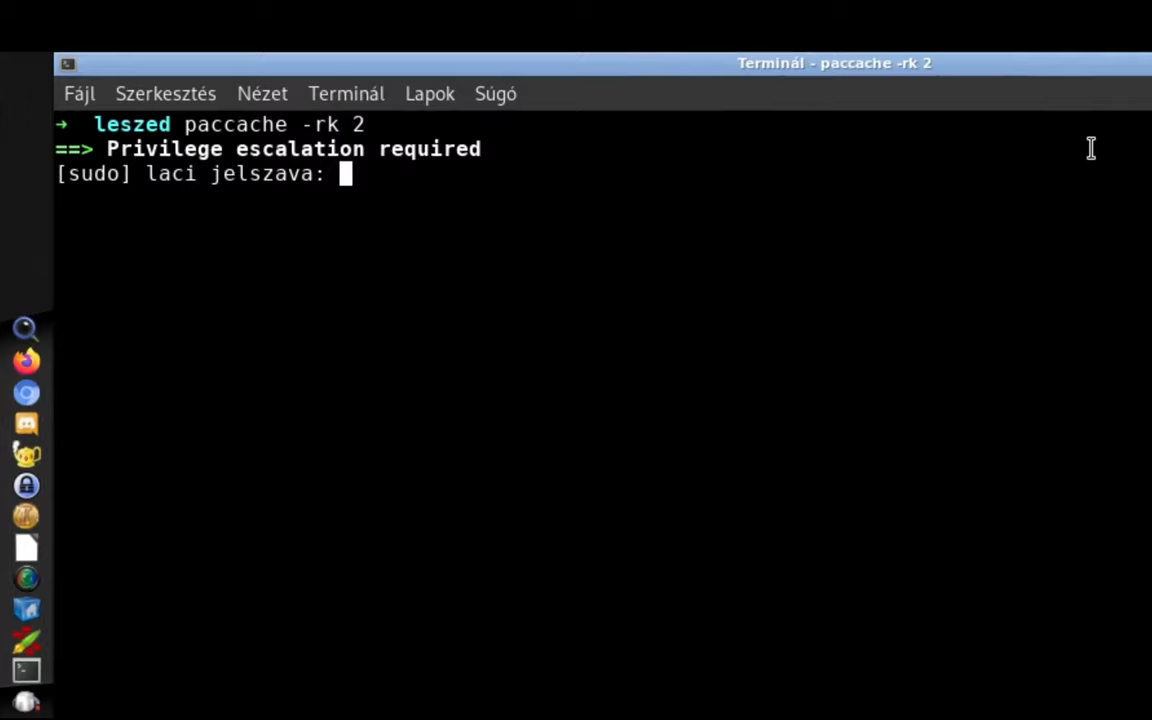 Terminál - paccache -rk 2
Fájl Szerkesztés Nézet Terminál Lapok Súgó
→ leszed paccache -rk 2
==> Privilege escalation required
[sudo] laci jelszava: